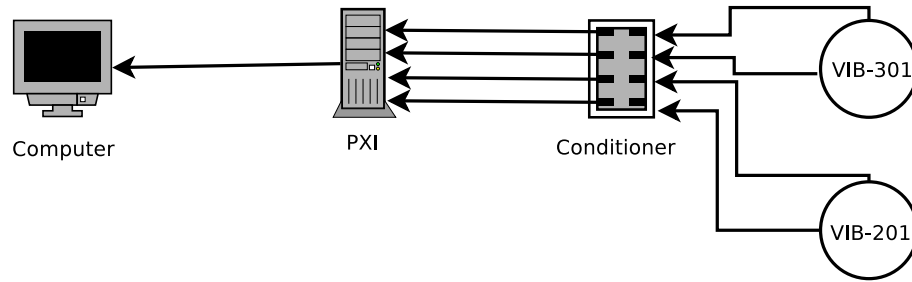 VIB-301
PXI
Conditioner
Computer
VIB-201